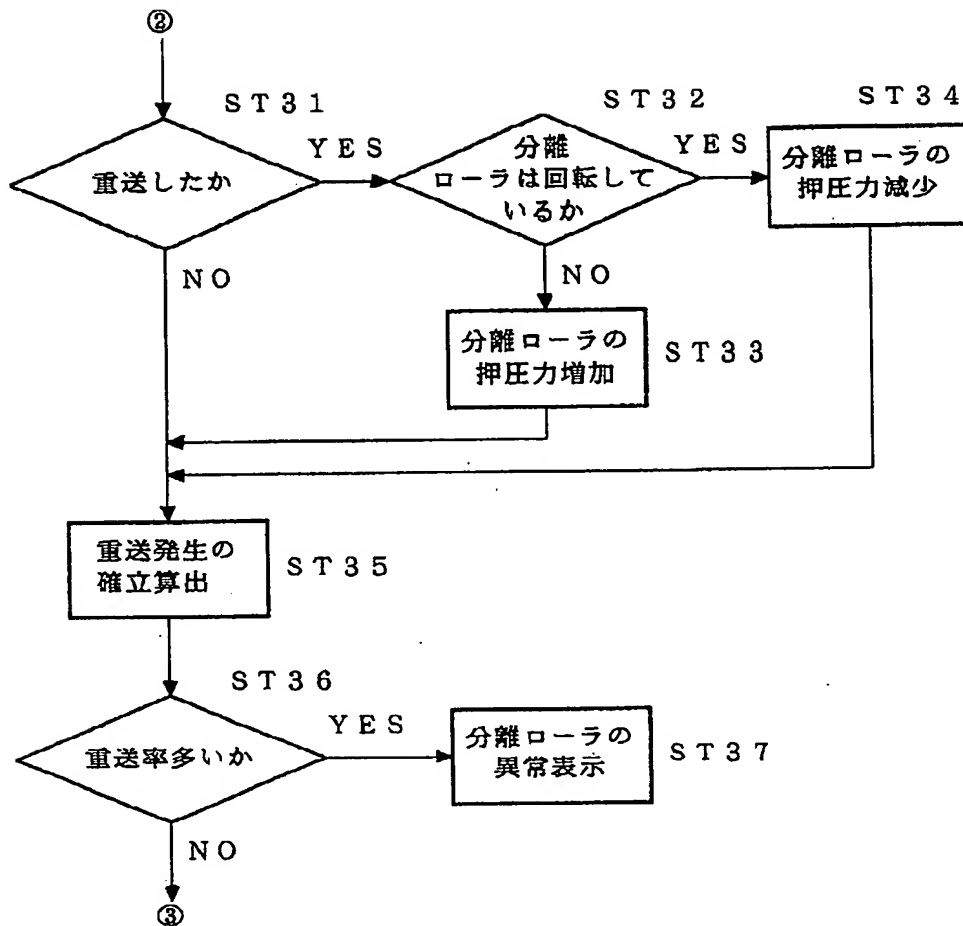 ②
ST31
重送したか
YES
NO
ST32
分離
ローラは回転して
いるか
YES
NO
ST34
分離ローラの
押圧力減少
分離ローラの
押圧力増加
ST33
重送発生の
確立算出
ST35
ST36
重送率多いか
YES
NO
分離ローラの
異常表示
ST37
③